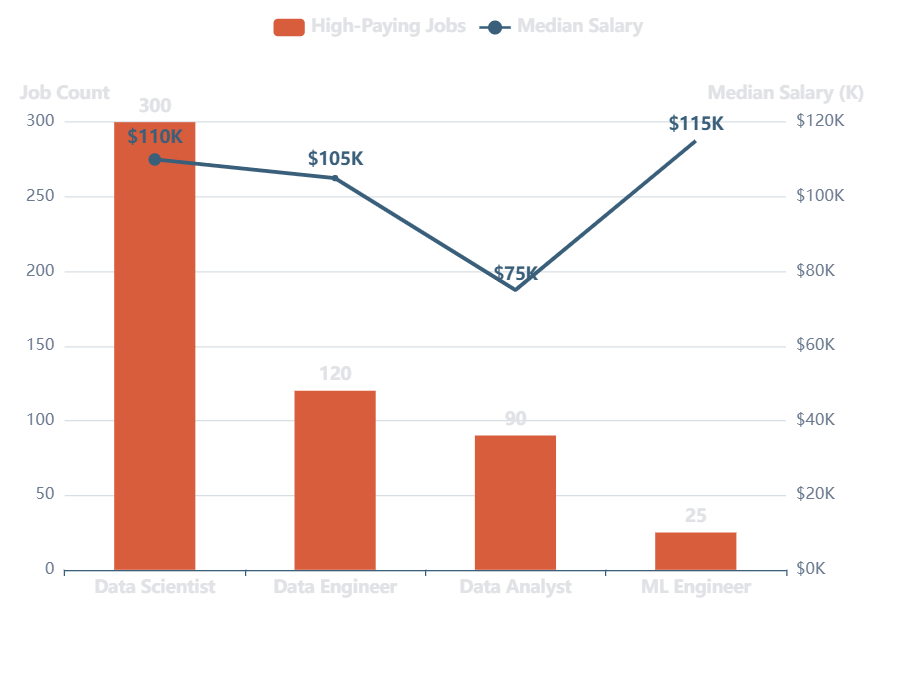 High-Paying Jobs Median Salary
Job Count Median Salary (K)
300
$110K $105K $75K $115K
300 $120K
250 $100K
200 $80K
150 $60K
120
100 $40K
90
50 $20K
25
0 $0K
Data Scientist Data Engineer Data Analyst ML Engineer